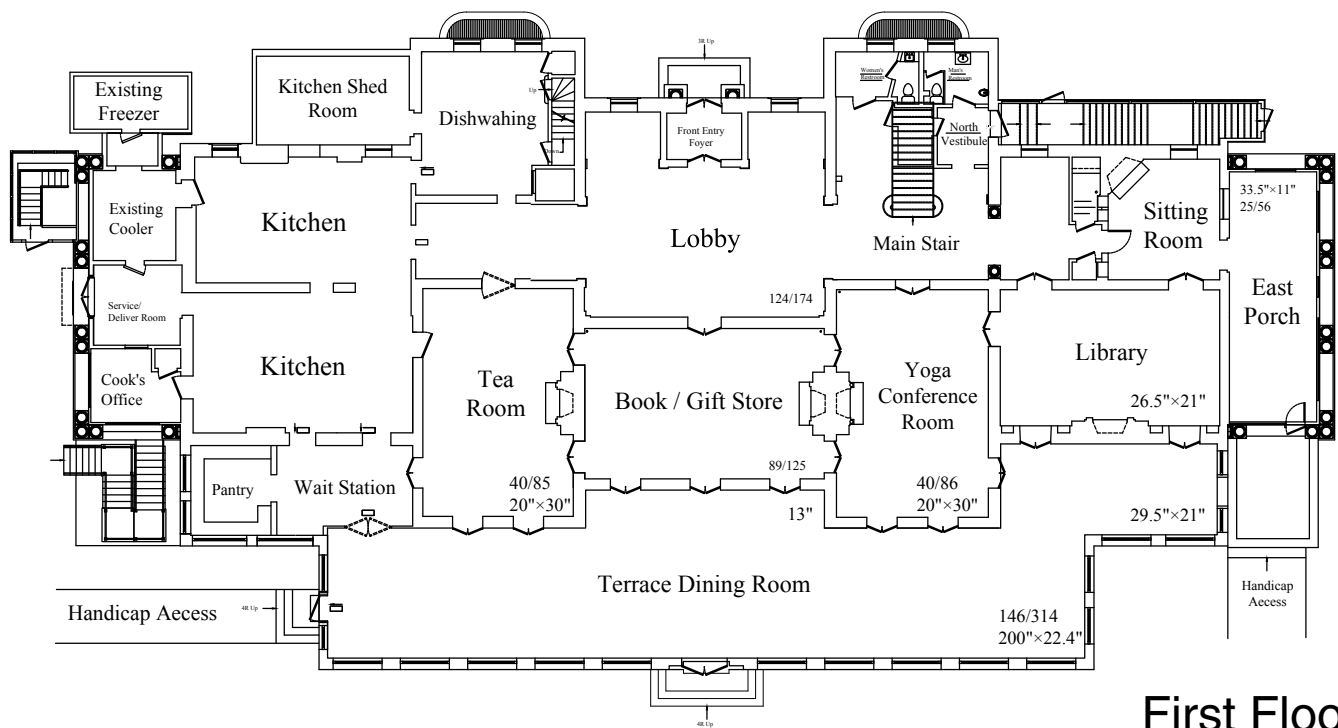 3R Up
Women's
Restroom
Man's
Restroom
Existing
Freezer
Kitchen Shed
Room
Up
Dishwahing
Down
Front Entry
Foyer
North
Vestibule
33.5"×11"
25/56
Existing
Cooler
Kitchen
Lobby
Main Stair
Sitting
Room
East
Porch
Service/
Deliver Room
124/174
Cook's
Office
Kitchen
Tea
Room
Book / Gift Store
Yoga
Conference
Room
Library
26.5"×21"
Pantry
Wait Station
40/85
20"×30"
89/125
13"
40/86
20"×30"
29.5"×21"
Terrace Dining Room
Handicap Aecess
4R Up
146/314
200"×22.4"
Handicap
Aecess
4R Up
First Floo